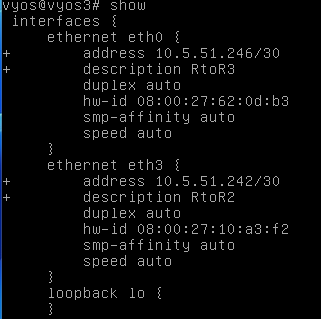 vyos@vyos3# show
 interfaces {
     ethernet eth0 {
+        address 10.5.51.246/30
+        description RtoR3
         duplex auto
         hw-id 08:00:27:62:0d:b3
         smp-affinity auto
         speed auto
     }
     ethernet eth3 {
+        address 10.5.51.242/30
+        description RtoR2
         duplex auto
         hw-id 08:00:27:10:a3:f2
         smp-affinity auto
         speed auto
     }
     loopback lo {
     }